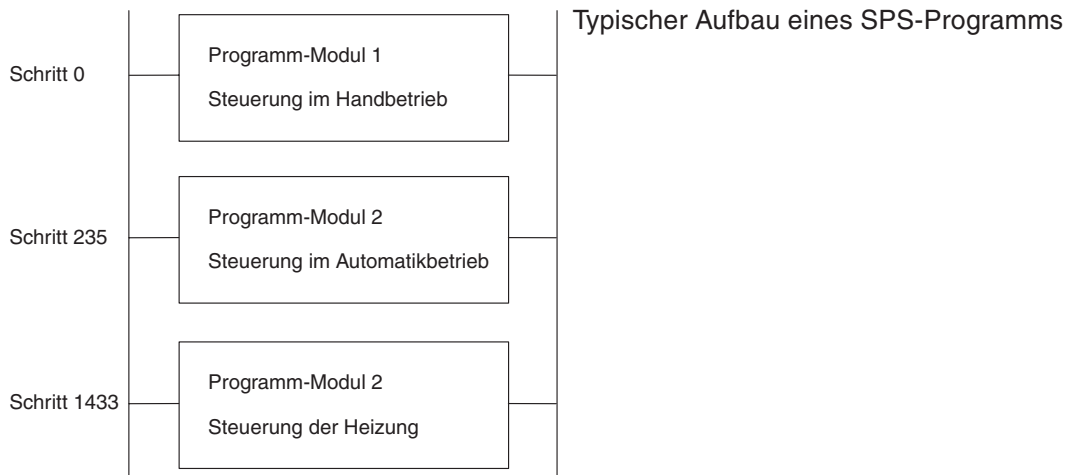 Typischer Aufbau eines SPS-Programms
Schritt 0
Programm-Modul 1
Steuerung im Handbetrieb
Schritt 235
Programm-Modul 2
Steuerung im Automatikbetrieb
Schritt 1433
Programm-Modul 2
Steuerung der Heizung